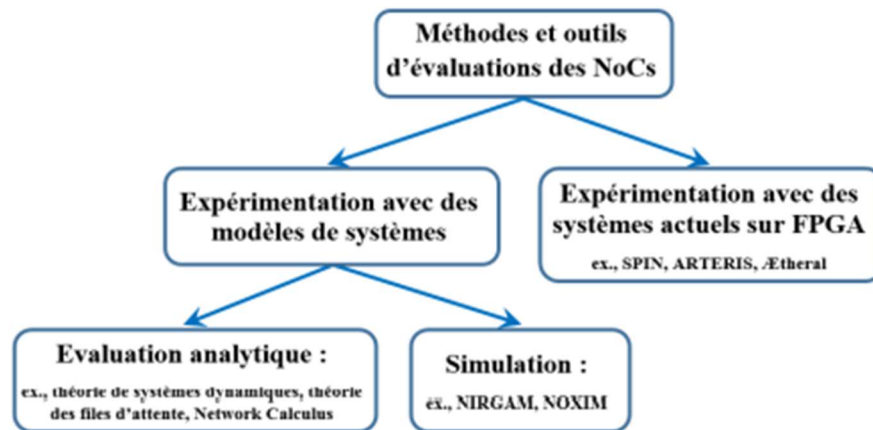 Méthodes et outils
d'évaluations des NoCs
Expérimentation avec des
modèles de systèmes
Expérimentation avec des
systèmes actuels sur FPGA
ex., SPIN, ARTERIS, Ætheral
Evaluation analytique :
ex., théorie de systèmes dynamiques, théorie
des files d'attente, Network Calculus
Simulation :
ex., NIRGAM, NOXIM